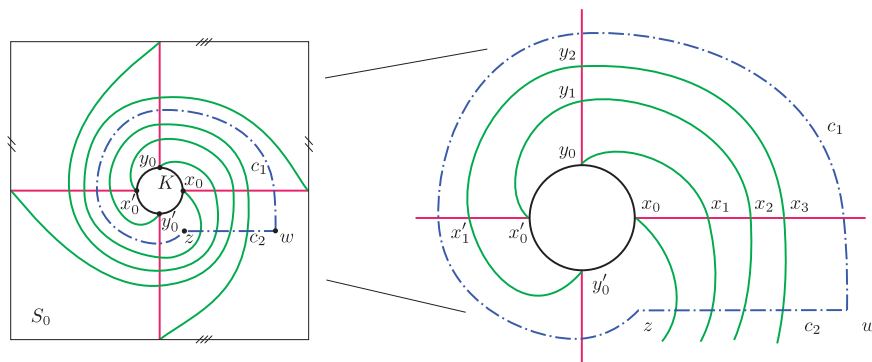 y₀
K
c₁
x₀
x₀′
y₀′
z
c₂
w
S₀
y₂
y₁
c₁
y₀
x₀
x₁
x₂
x₃
x₁′
x₀′
y₀′
z
c₂
w